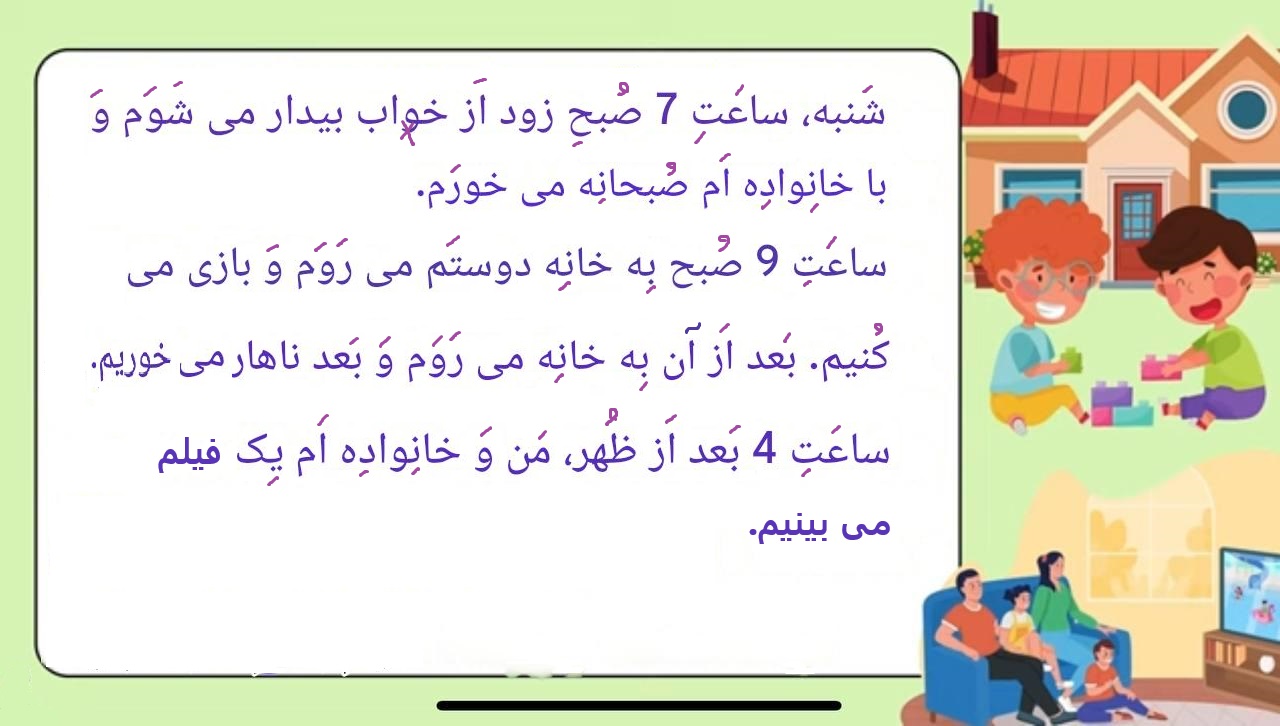 شَنبه، ساعَتِ 7 صُبحِ زود اَز خواب بیدار می شَوَم وَ
با خانِوادِه اَم صُبحانِه می خورَم.
ساعَتِ 9 صُبح بِه خانِه دوستَم می رَوَم وَ بازی می
کُنیم. بَعد اَز آن بِه خانِه می رَوَم وَ بَعد ناهار می خوریم.
ساعَتِ 4 بَعد اَز ظُهر، مَن وَ خانِوادِه اَم یِک فیلم
می بینیم.